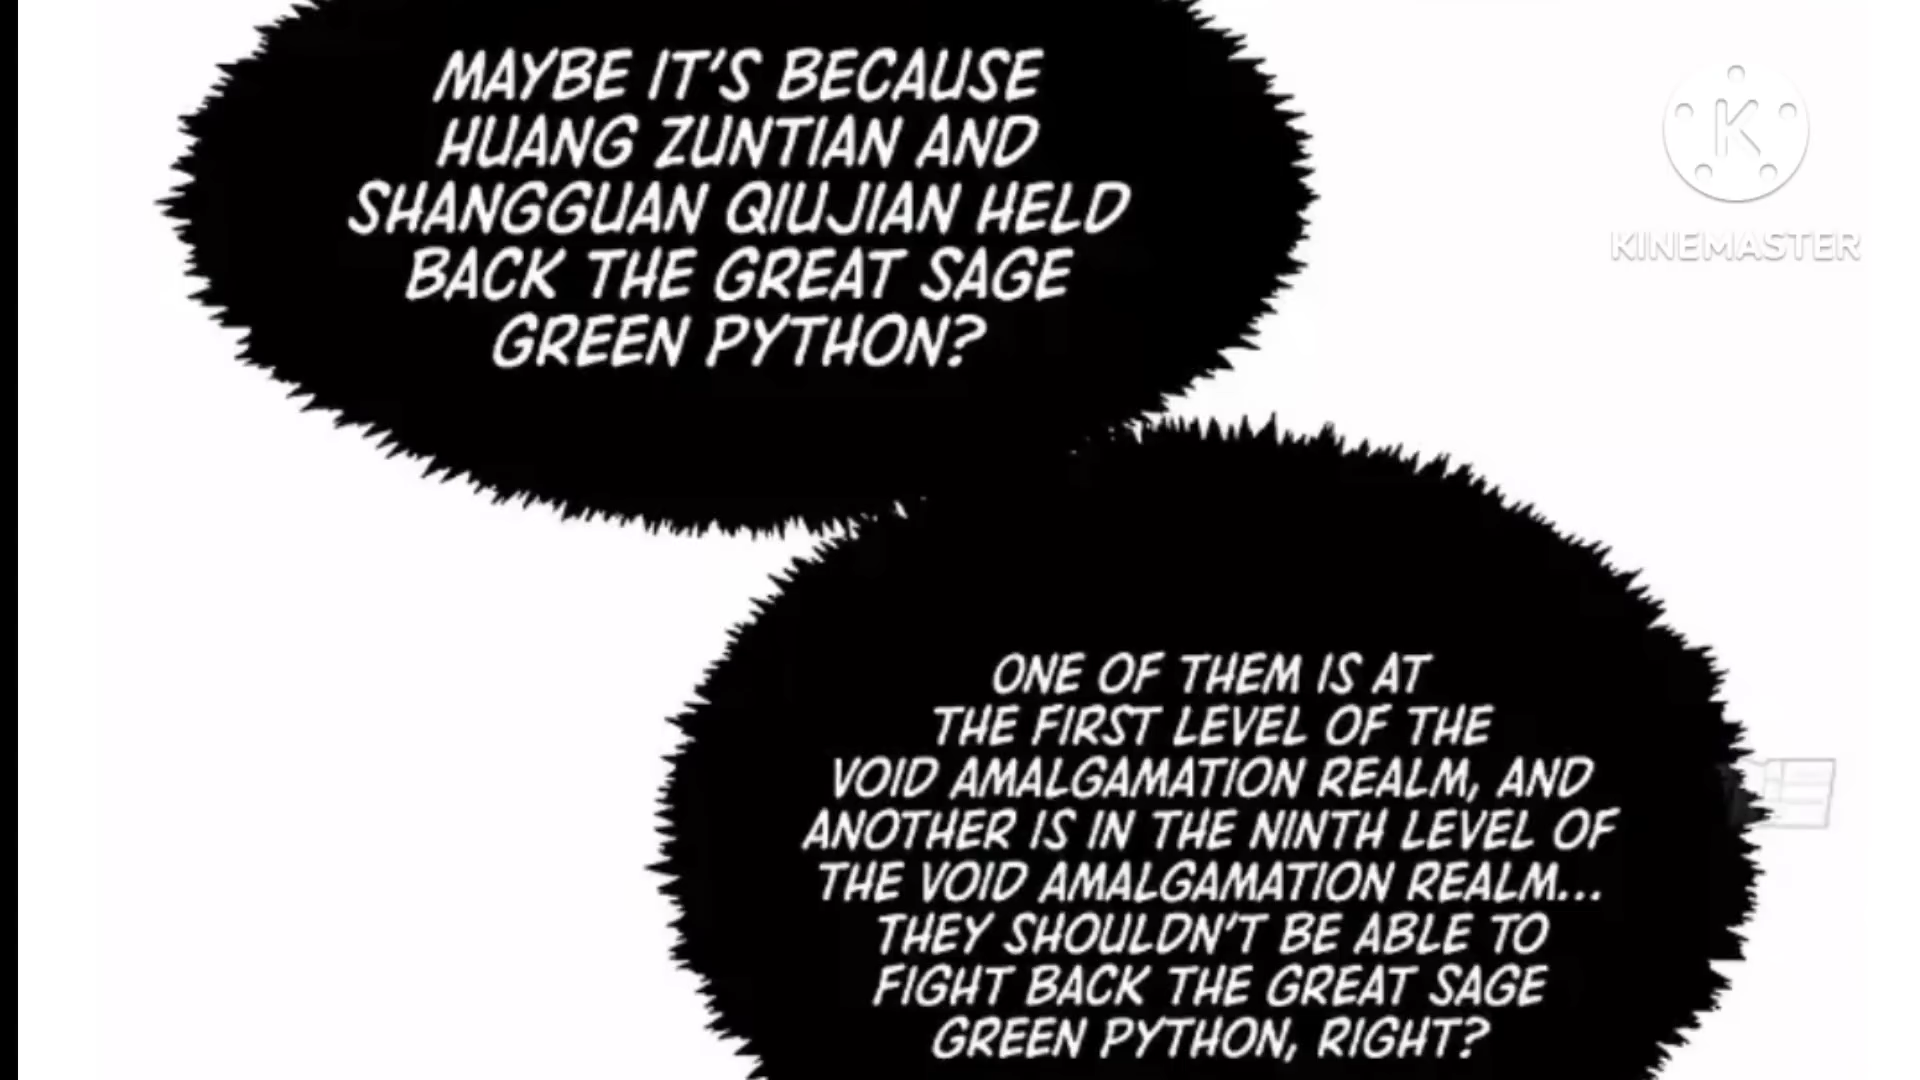 MAYBE IT'S BECAUSE
HUANG ZUNTIAN AND
SHANGGUAN QIUJIAN HELD
BACK THE GREAT SAGE
GREEN PYTHON?
K
KINEMASTER
ONE OF THEM IS AT
THE FIRST LEVEL OF THE
VOID AMALGAMATION REALM, AND
ANOTHER IS IN THE NINTH LEVEL OF
THE VOID AMALGAMATION REALM...
THEY SHOULDN'T BE ABLE TO
FIGHT BACK THE GREAT SAGE
GREEN PYTHON, RIGHT?